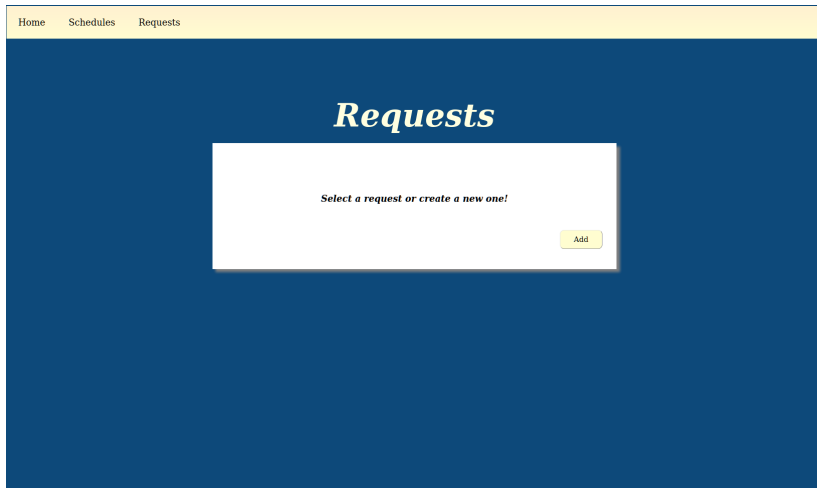 Home Schedules Requests
Requests
Select a request or create a new one!
Add